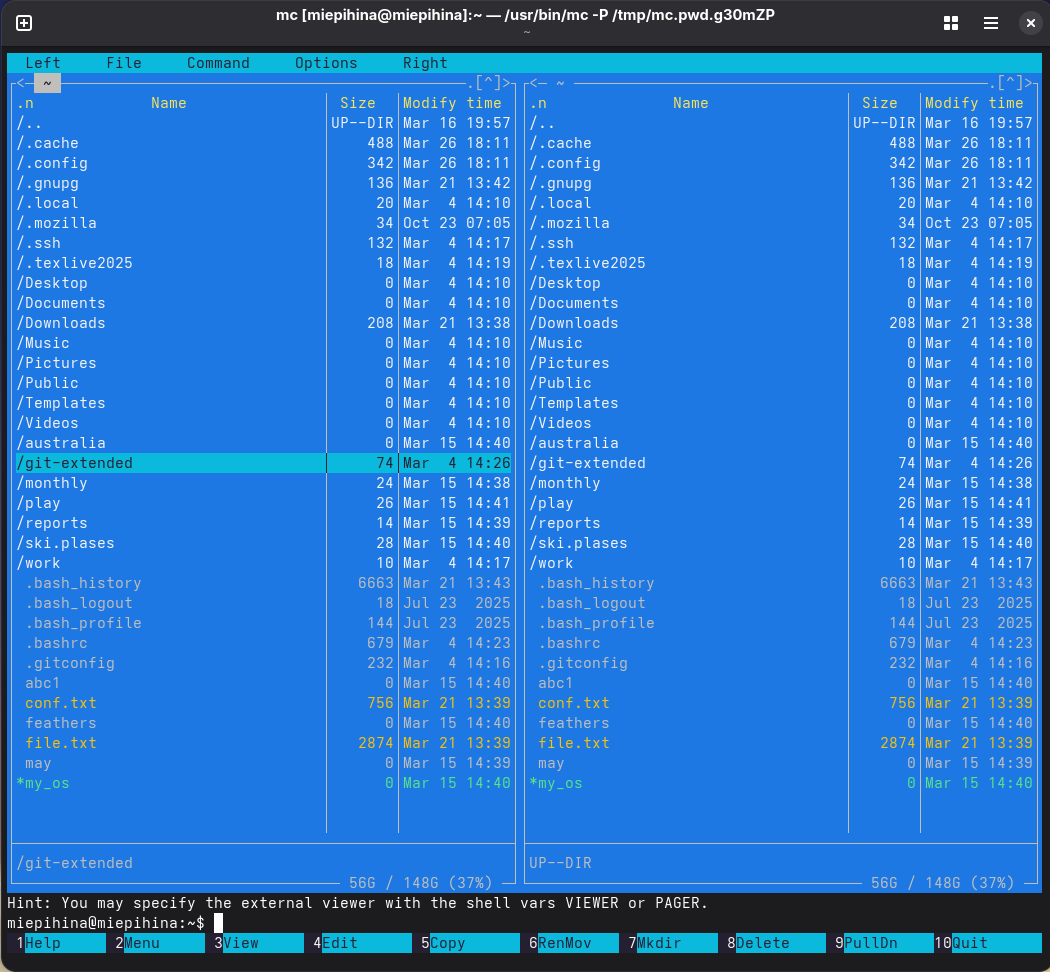 mc [miepihina@miepihina]:~ — /usr/bin/mc -P /tmp/mc.pwd.g30mZP
~
Left File Command Options Right
<— ~ .[^]> <— ~ .[^]>
.n Name Size Modify time .n Name Size Modify time
/.. UP--DIR Mar 16 19:57 /.. UP--DIR Mar 16 19:57
/.cache 488 Mar 26 18:11 /.cache 488 Mar 26 18:11
/.config 342 Mar 26 18:11 /.config 342 Mar 26 18:11
/.gnupg 136 Mar 21 13:42 /.gnupg 136 Mar 21 13:42
/.local 20 Mar 4 14:10 /.local 20 Mar 4 14:10
/.mozilla 34 Oct 23 07:05 /.mozilla 34 Oct 23 07:05
/.ssh 132 Mar 4 14:17 /.ssh 132 Mar 4 14:17
/.texlive2025 18 Mar 4 14:19 /.texlive2025 18 Mar 4 14:19
/Desktop 0 Mar 4 14:10 /Desktop 0 Mar 4 14:10
/Documents 0 Mar 4 14:10 /Documents 0 Mar 4 14:10
/Downloads 208 Mar 21 13:38 /Downloads 208 Mar 21 13:38
/Music 0 Mar 4 14:10 /Music 0 Mar 4 14:10
/Pictures 0 Mar 4 14:10 /Pictures 0 Mar 4 14:10
/Public 0 Mar 4 14:10 /Public 0 Mar 4 14:10
/Templates 0 Mar 4 14:10 /Templates 0 Mar 4 14:10
/Videos 0 Mar 4 14:10 /Videos 0 Mar 4 14:10
/australia 0 Mar 15 14:40 /australia 0 Mar 15 14:40
/git-extended 74 Mar 4 14:26 /git-extended 74 Mar 4 14:26
/monthly 24 Mar 15 14:38 /monthly 24 Mar 15 14:38
/play 26 Mar 15 14:41 /play 26 Mar 15 14:41
/reports 14 Mar 15 14:39 /reports 14 Mar 15 14:39
/ski.plases 28 Mar 15 14:40 /ski.plases 28 Mar 15 14:40
/work 10 Mar 4 14:17 /work 10 Mar 4 14:17
.bash_history 6663 Mar 21 13:43 .bash_history 6663 Mar 21 13:43
.bash_logout 18 Jul 23 2025 .bash_logout 18 Jul 23 2025
.bash_profile 144 Jul 23 2025 .bash_profile 144 Jul 23 2025
.bashrc 679 Mar 4 14:23 .bashrc 679 Mar 4 14:23
.gitconfig 232 Mar 4 14:16 .gitconfig 232 Mar 4 14:16
abc1 0 Mar 15 14:40 abc1 0 Mar 15 14:40
conf.txt 756 Mar 21 13:39 conf.txt 756 Mar 21 13:39
feathers 0 Mar 15 14:40 feathers 0 Mar 15 14:40
file.txt 2874 Mar 21 13:39 file.txt 2874 Mar 21 13:39
may 0 Mar 15 14:39 may 0 Mar 15 14:39
*my_os 0 Mar 15 14:40 *my_os 0 Mar 15 14:40
/git-extended UP--DIR
56G / 148G (37%) 56G / 148G (37%)
Hint: You may specify the external viewer with the shell vars VIEWER or PAGER.
miepihina@miepihina:~$
1Help 2Menu 3View 4Edit 5Copy 6RenMov 7Mkdir 8Delete 9PullDn 10Quit